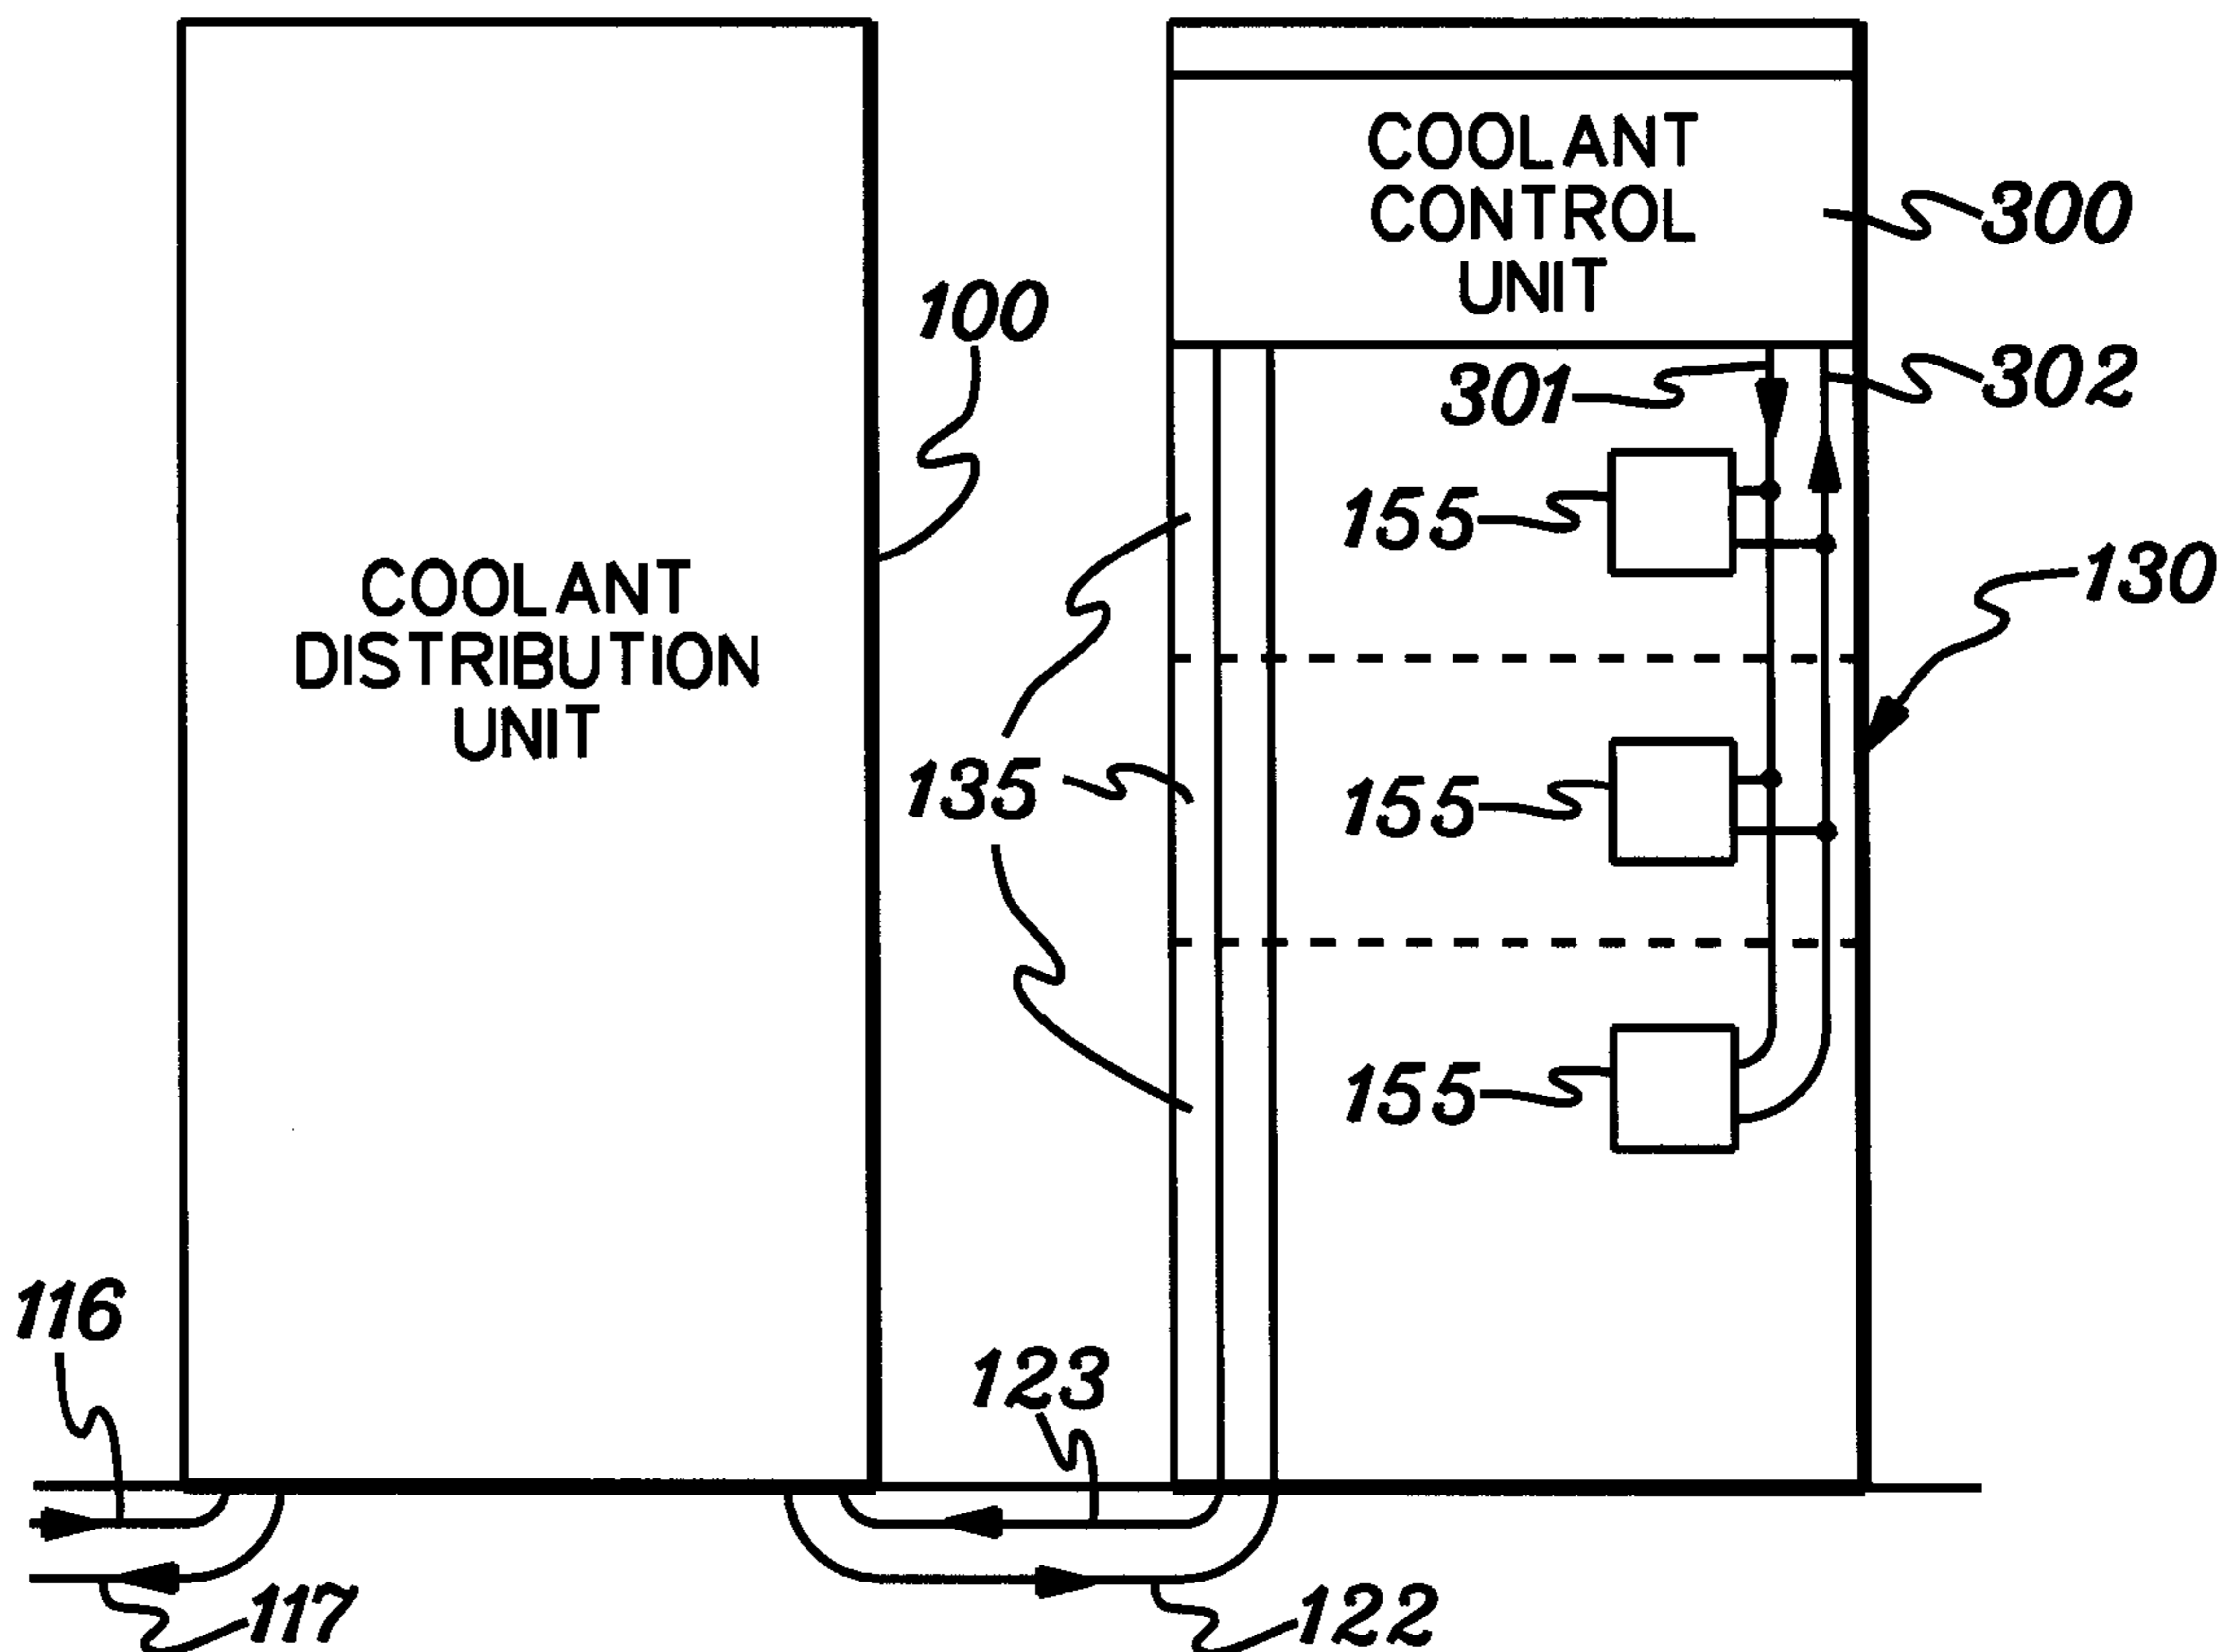 COOLANT
CONTROL
UNIT
300
100
301
302
155
130
COOLANT
DISTRIBUTION
UNIT
135
155
155
116
123
117
122